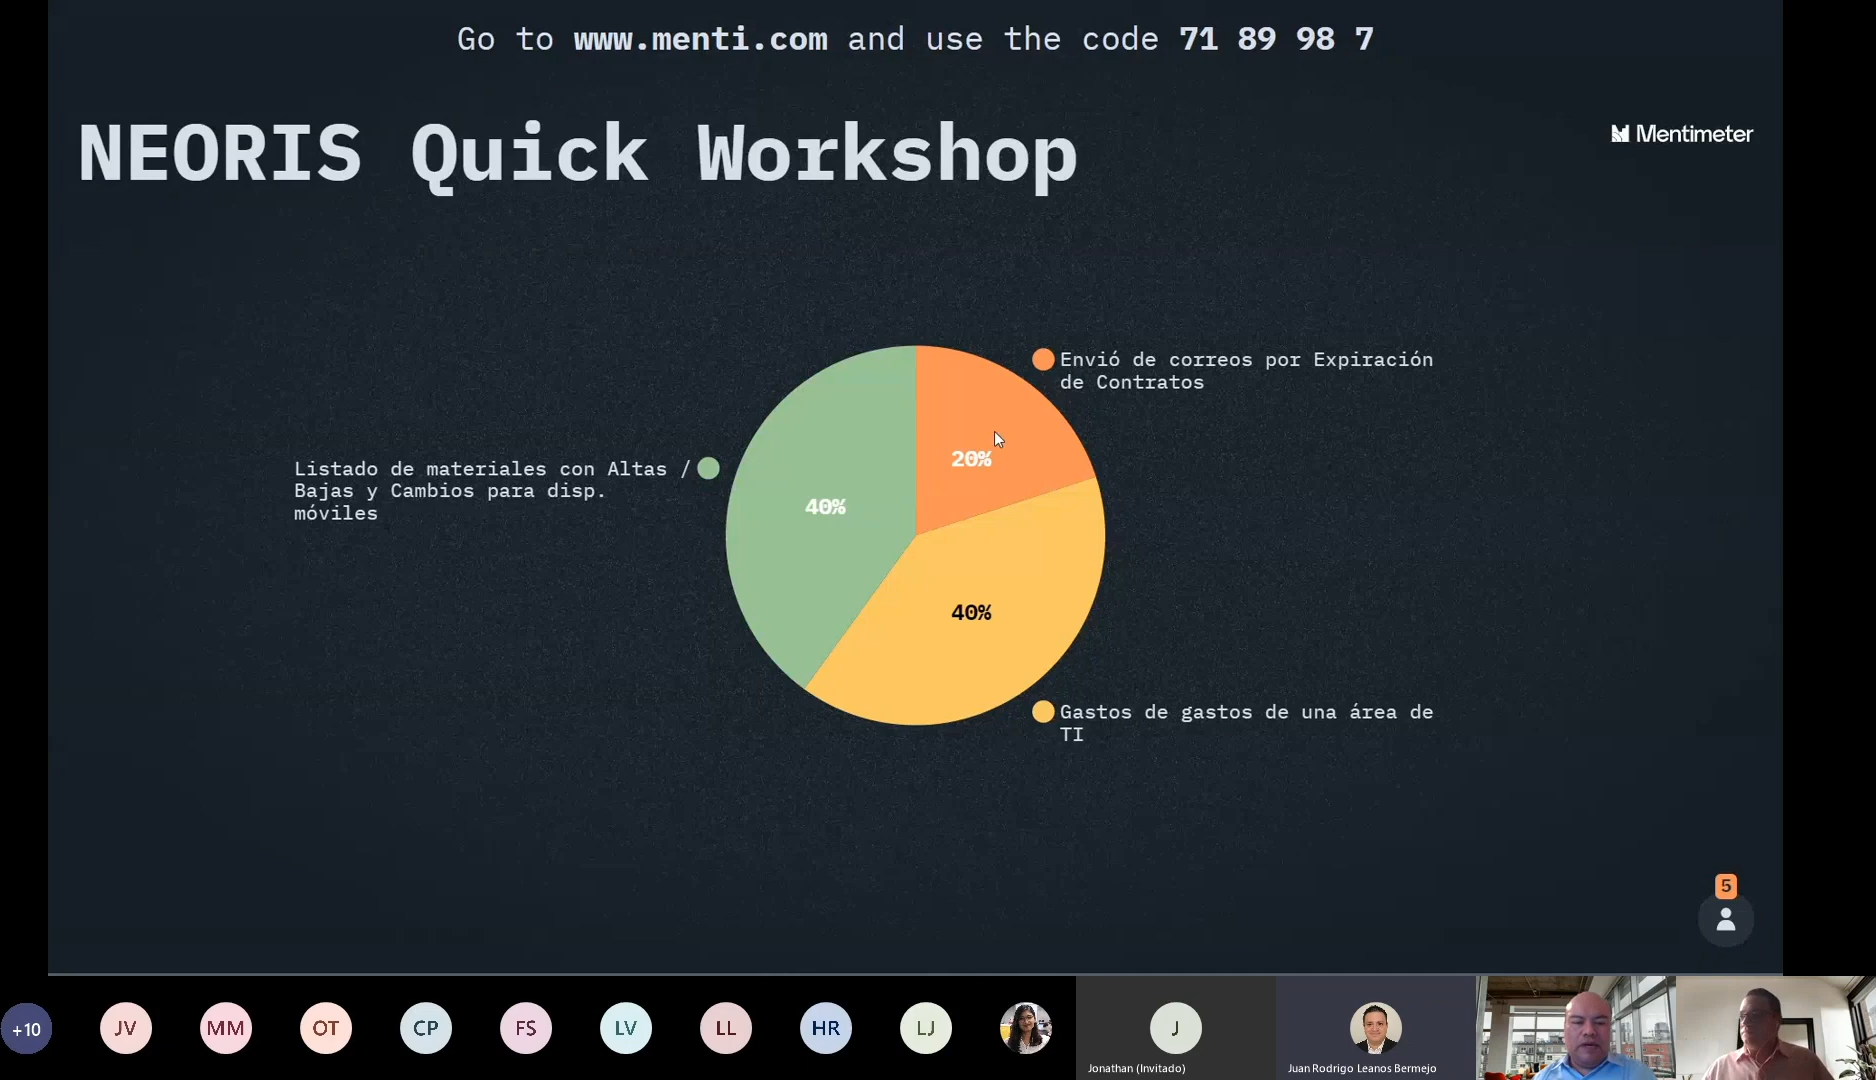 Go to www.menti.com and use the code 71 89 98 7
NEORIS Quick Workshop
Mentimeter
Envió de correos por Expiración
de Contratos
20%
Listado de materiales con Altas /
Bajas y Cambios para disp.
móviles
40%
40%
Gastos de gastos de una área de
TI
5
+10
JV
MM
OT
CP
FS
LV
LL
HR
LJ
J
Jonathan (Invitado)
Juan Rodrigo Leanos Bermejo